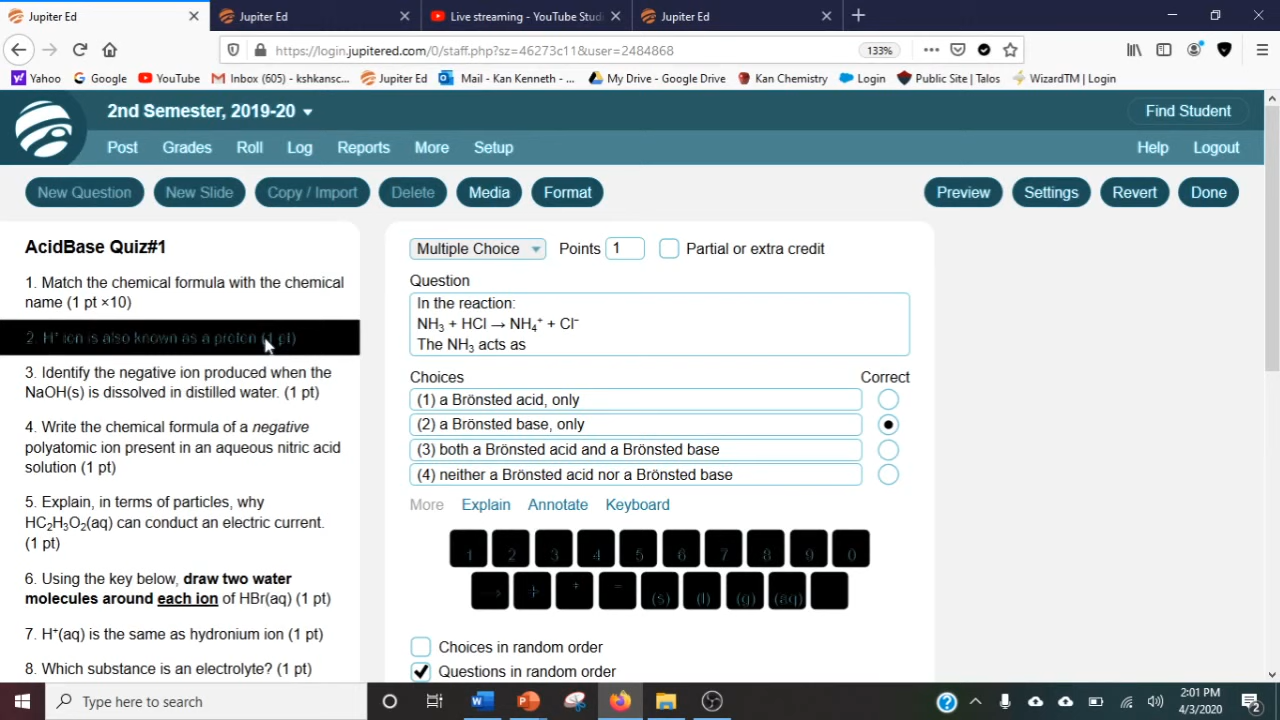 Jupiter Ed
Jupiter Ed
Live streaming - YouTube Studi
Jupiter Ed
https://login.jupitered.com/0/staff.php?sz=46273c11&user=2484868
133%
Yahoo
Google
YouTube
Inbox (605) - kshkansc...
Jupiter Ed
Mail - Kan Kenneth - ...
My Drive - Google Drive
Kan Chemistry
Login
Public Site | Talos
WizardTM | Login
2nd Semester, 2019-20
Find Student
Post Grades Roll Log Reports More Setup
Help Logout
New Question New Slide Copy / Import Delete Media Format
Preview Settings Revert Done
AcidBase Quiz#1
1. Match the chemical formula with the chemical
name (1 pt ×10)
2. H⁺ ion is also known as a proton (1 pt)
3. Identify the negative ion produced when the
NaOH(s) is dissolved in distilled water. (1 pt)
4. Write the chemical formula of a negative
polyatomic ion present in an aqueous nitric acid
solution (1 pt)
5. Explain, in terms of particles, why
HC₂H₃O₂(aq) can conduct an electric current.
(1 pt)
6. Using the key below, draw two water
molecules around each ion of HBr(aq) (1 pt)
7. H⁺(aq) is the same as hydronium ion (1 pt)
8. Which substance is an electrolyte? (1 pt)
Multiple Choice
Points 1
Partial or extra credit
Question
In the reaction:
NH₃ + HCl → NH₄⁺ + Cl⁻
The NH₃ acts as
Choices
Correct
(1) a Brönsted acid, only
(2) a Brönsted base, only
(3) both a Brönsted acid and a Brönsted base
(4) neither a Brönsted acid nor a Brönsted base
More Explain Annotate Keyboard
1 2 3 4 5 6 7 8 9 0
→ + ⁺ ⁻ (s) (l) (g) (aq)
Choices in random order
Questions in random order
Type here to search
2:01 PM
4/3/2020
2